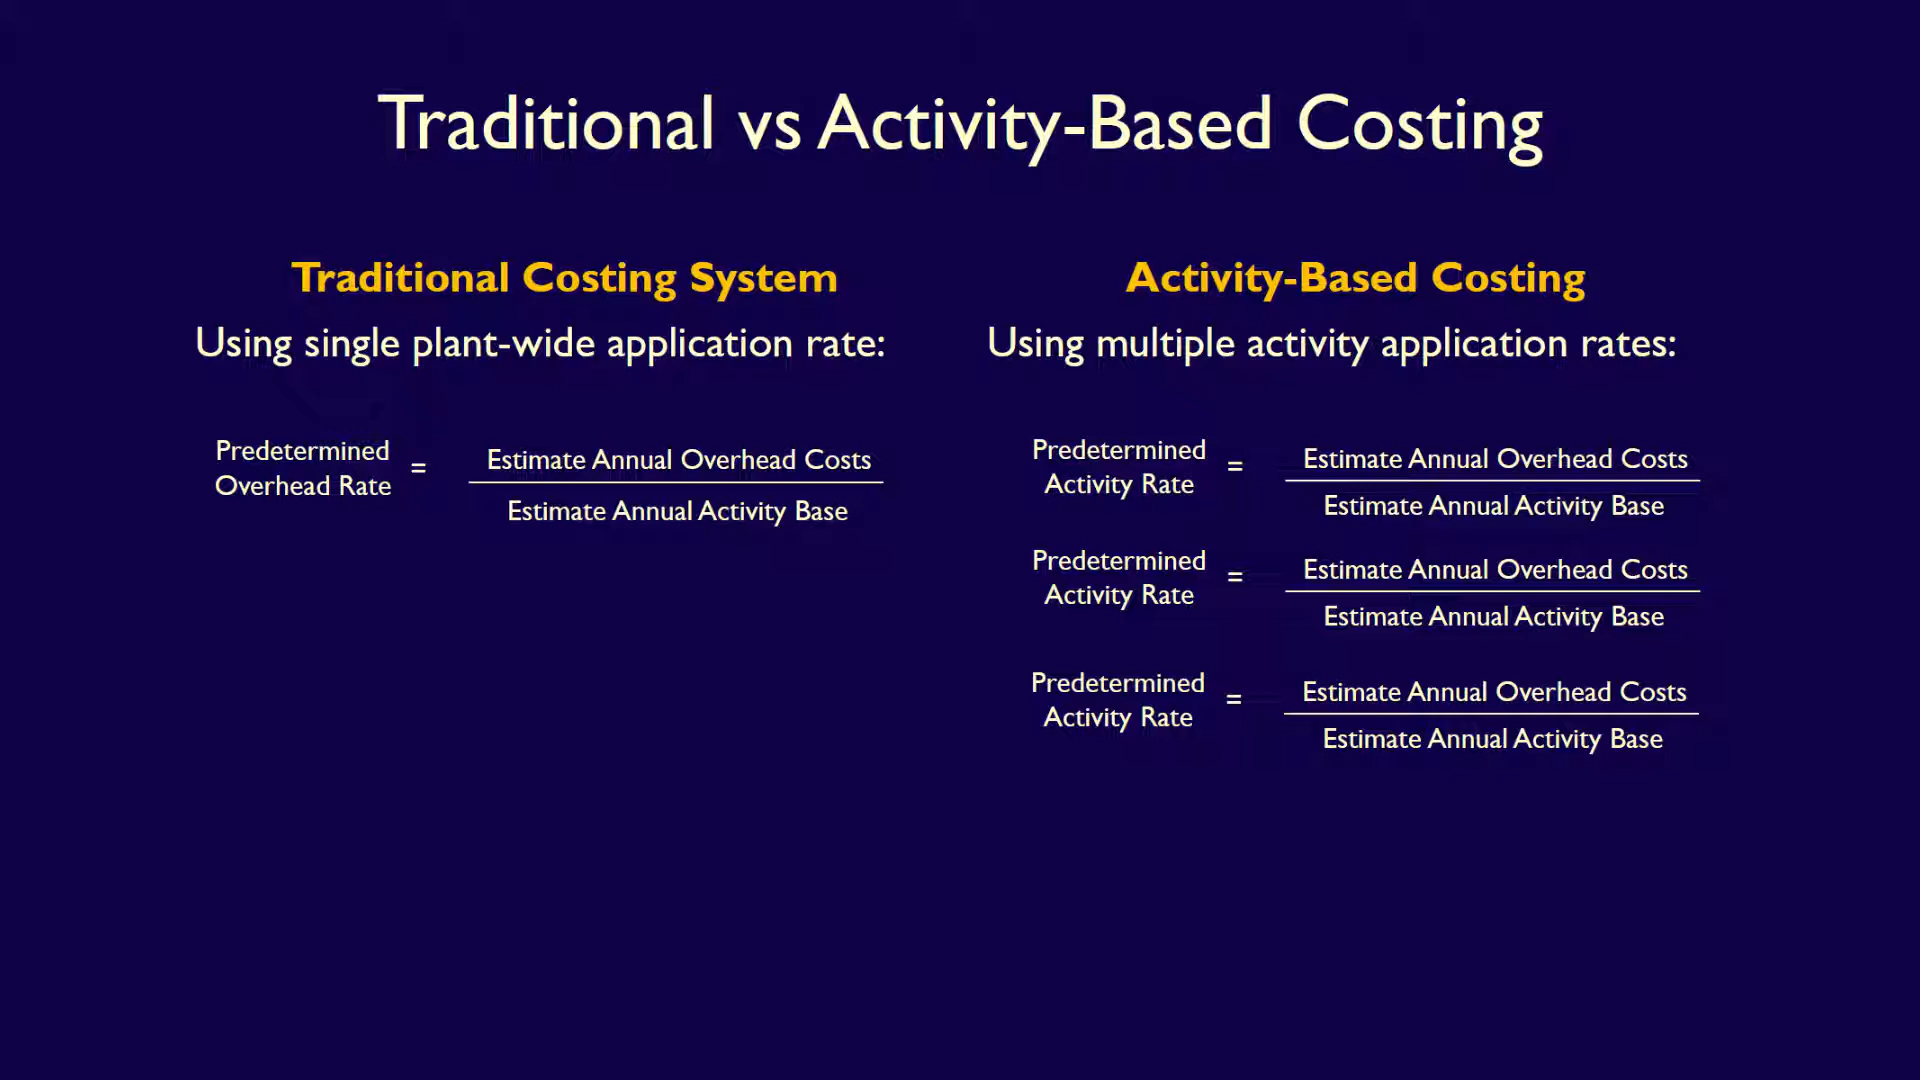 Traditional vs Activity-Based Costing
Traditional Costing System
Using single plant-wide application rate:
Predetermined
Overhead Rate
=
Estimate Annual Overhead Costs
Estimate Annual Activity Base
Activity-Based Costing
Using multiple activity application rates:
Predetermined
Activity Rate
=
Estimate Annual Overhead Costs
Estimate Annual Activity Base
Predetermined
Activity Rate
=
Estimate Annual Overhead Costs
Estimate Annual Activity Base
Predetermined
Activity Rate
=
Estimate Annual Overhead Costs
Estimate Annual Activity Base